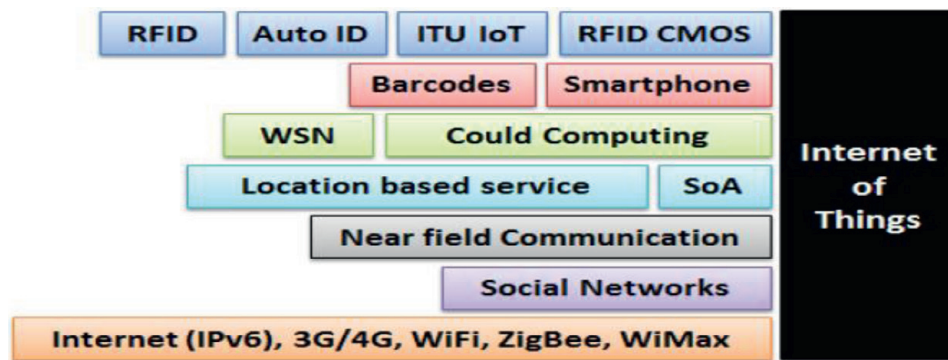 RFID Auto ID ITU IoT RFID CMOS
Barcodes Smartphone
WSN Could Computing
Location based service SoA
Near field Communication
Social Networks
Internet (IPv6), 3G/4G, WiFi, ZigBee, WiMax
Internet
of
Things